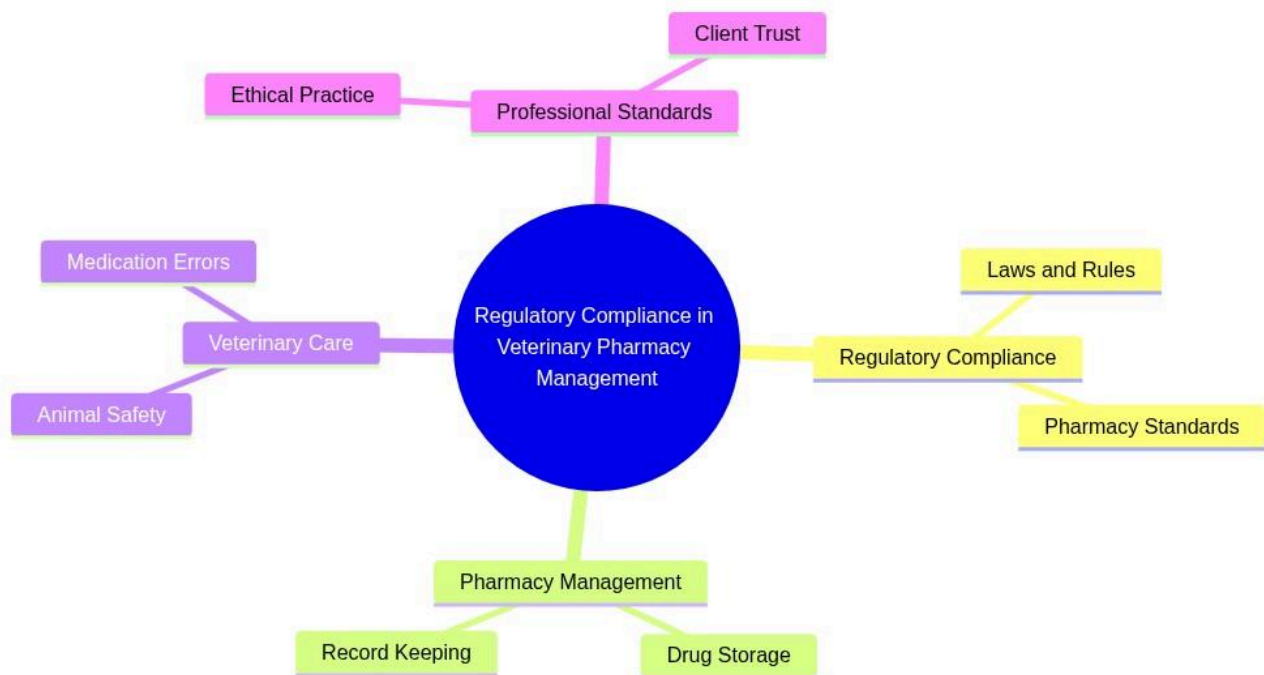 Client Trust
Ethical Practice
Professional Standards
Medication Errors
Laws and Rules
Regulatory Compliance in
Veterinary Pharmacy
Management
Veterinary Care
Regulatory Compliance
Animal Safety
Pharmacy Standards
Pharmacy Management
Record Keeping
Drug Storage